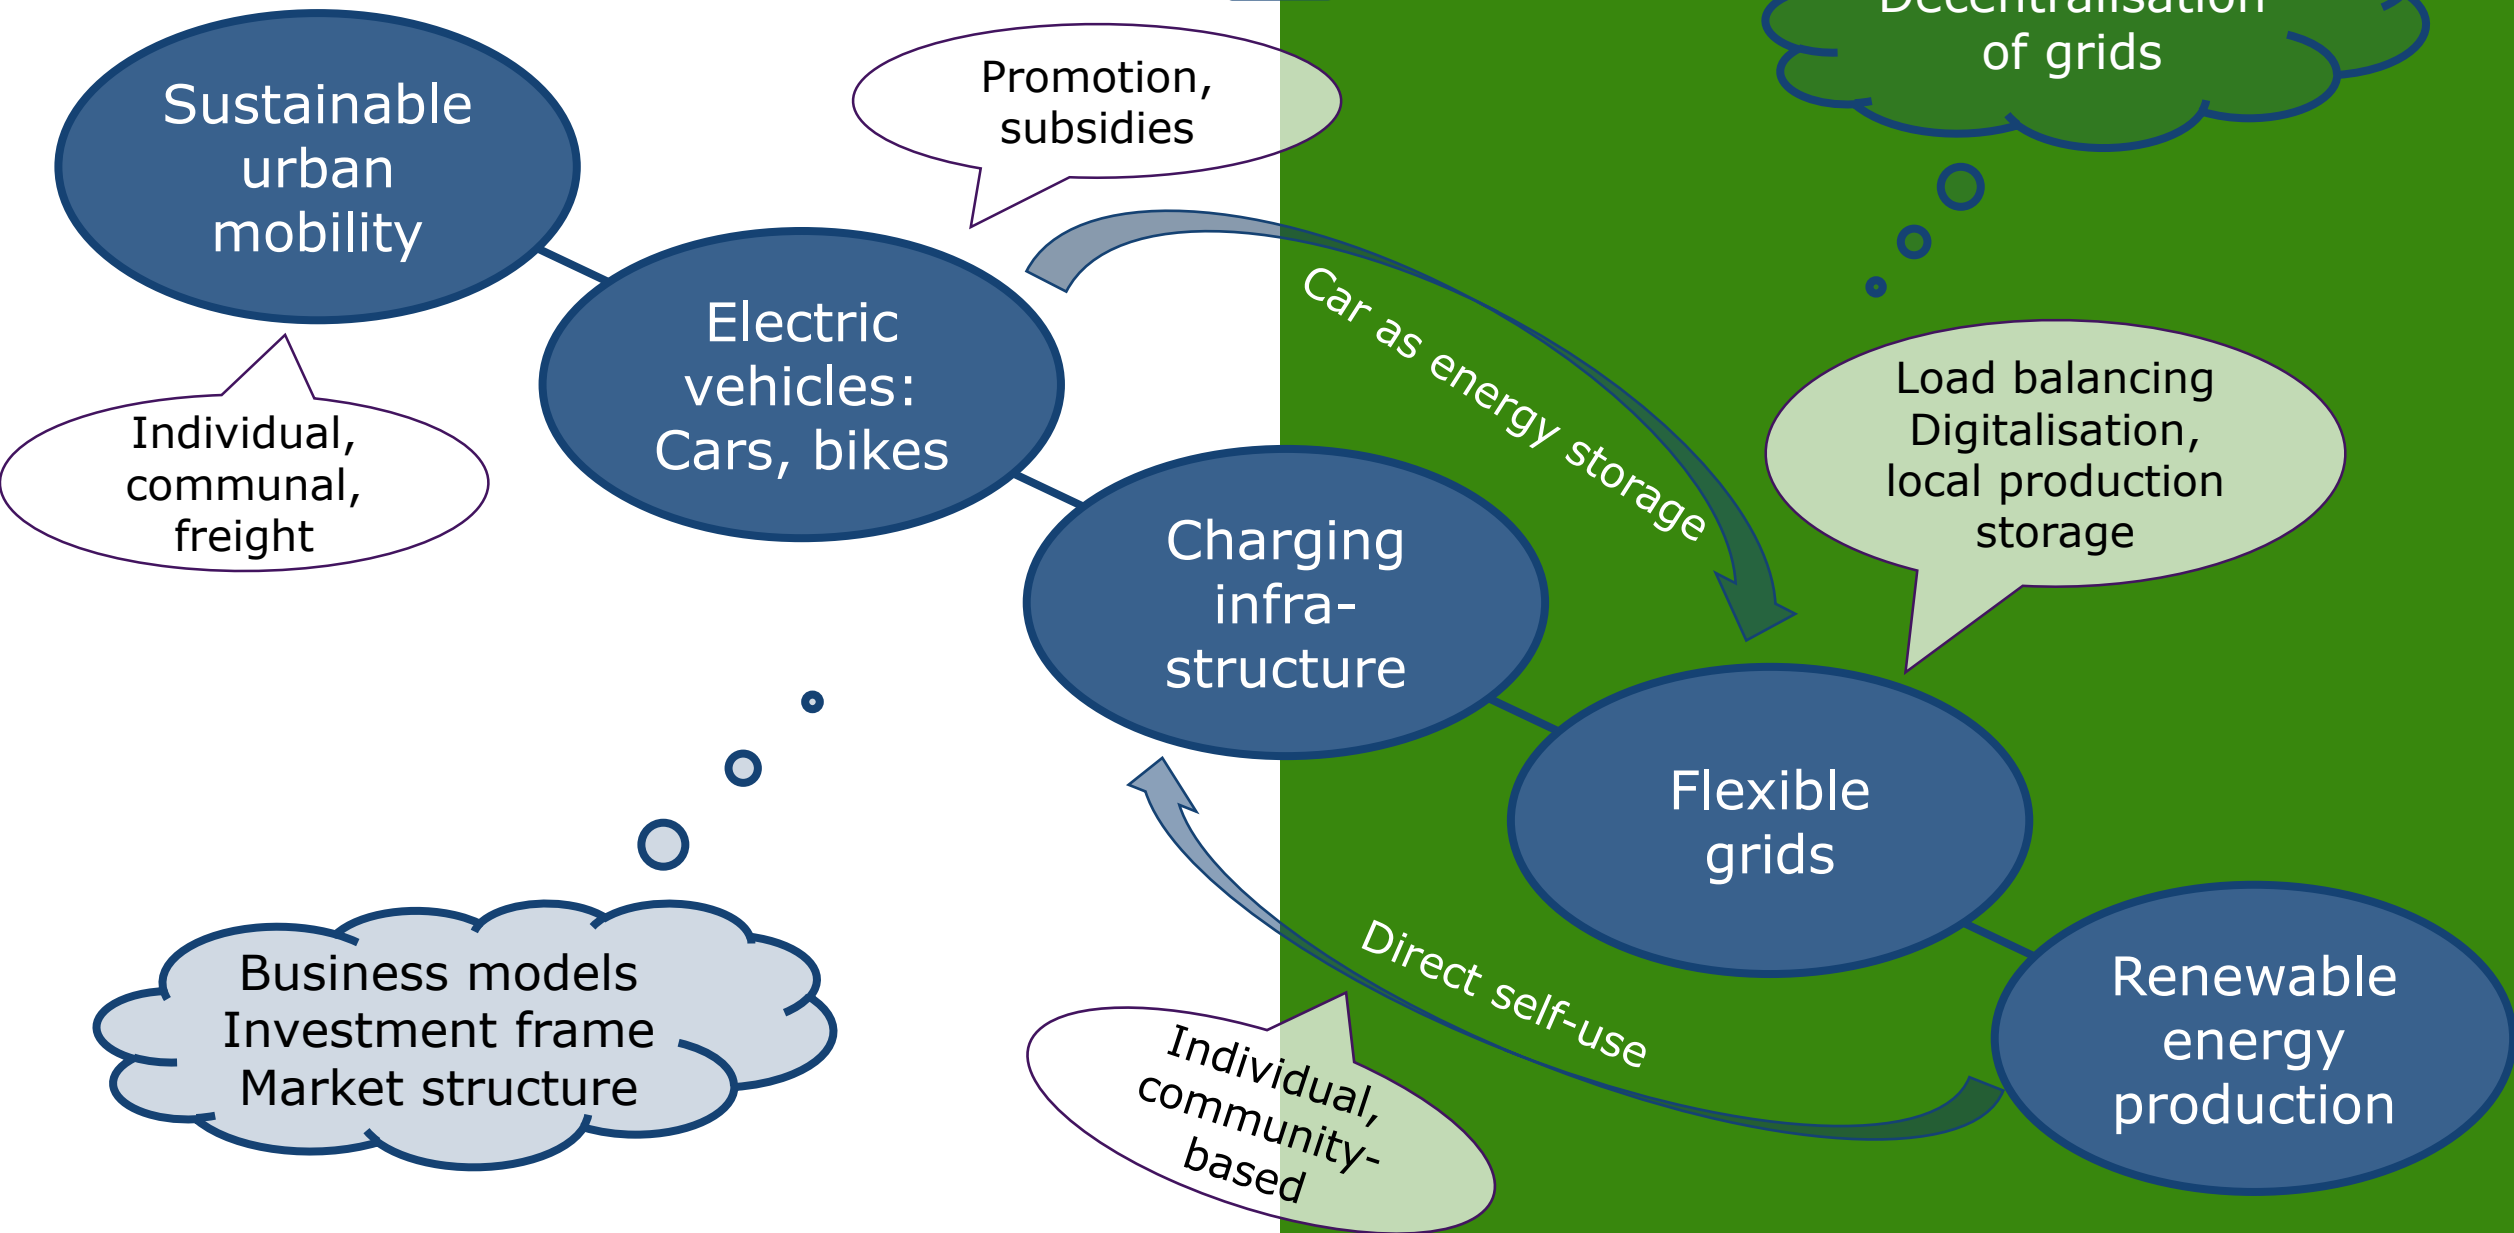 Decentralisation
of grids
Promotion,
subsidies
Sustainable
urban
mobility
Electric
vehicles:
Cars, bikes
Car as energy storage
Load balancing
Digitalisation,
local production
storage
Individual,
communal,
freight
Charging
infra-
structure
Flexible
grids
Renewable
energy
production
Direct self-use
Business models
Investment frame
Market structure
Individual,
community-
based